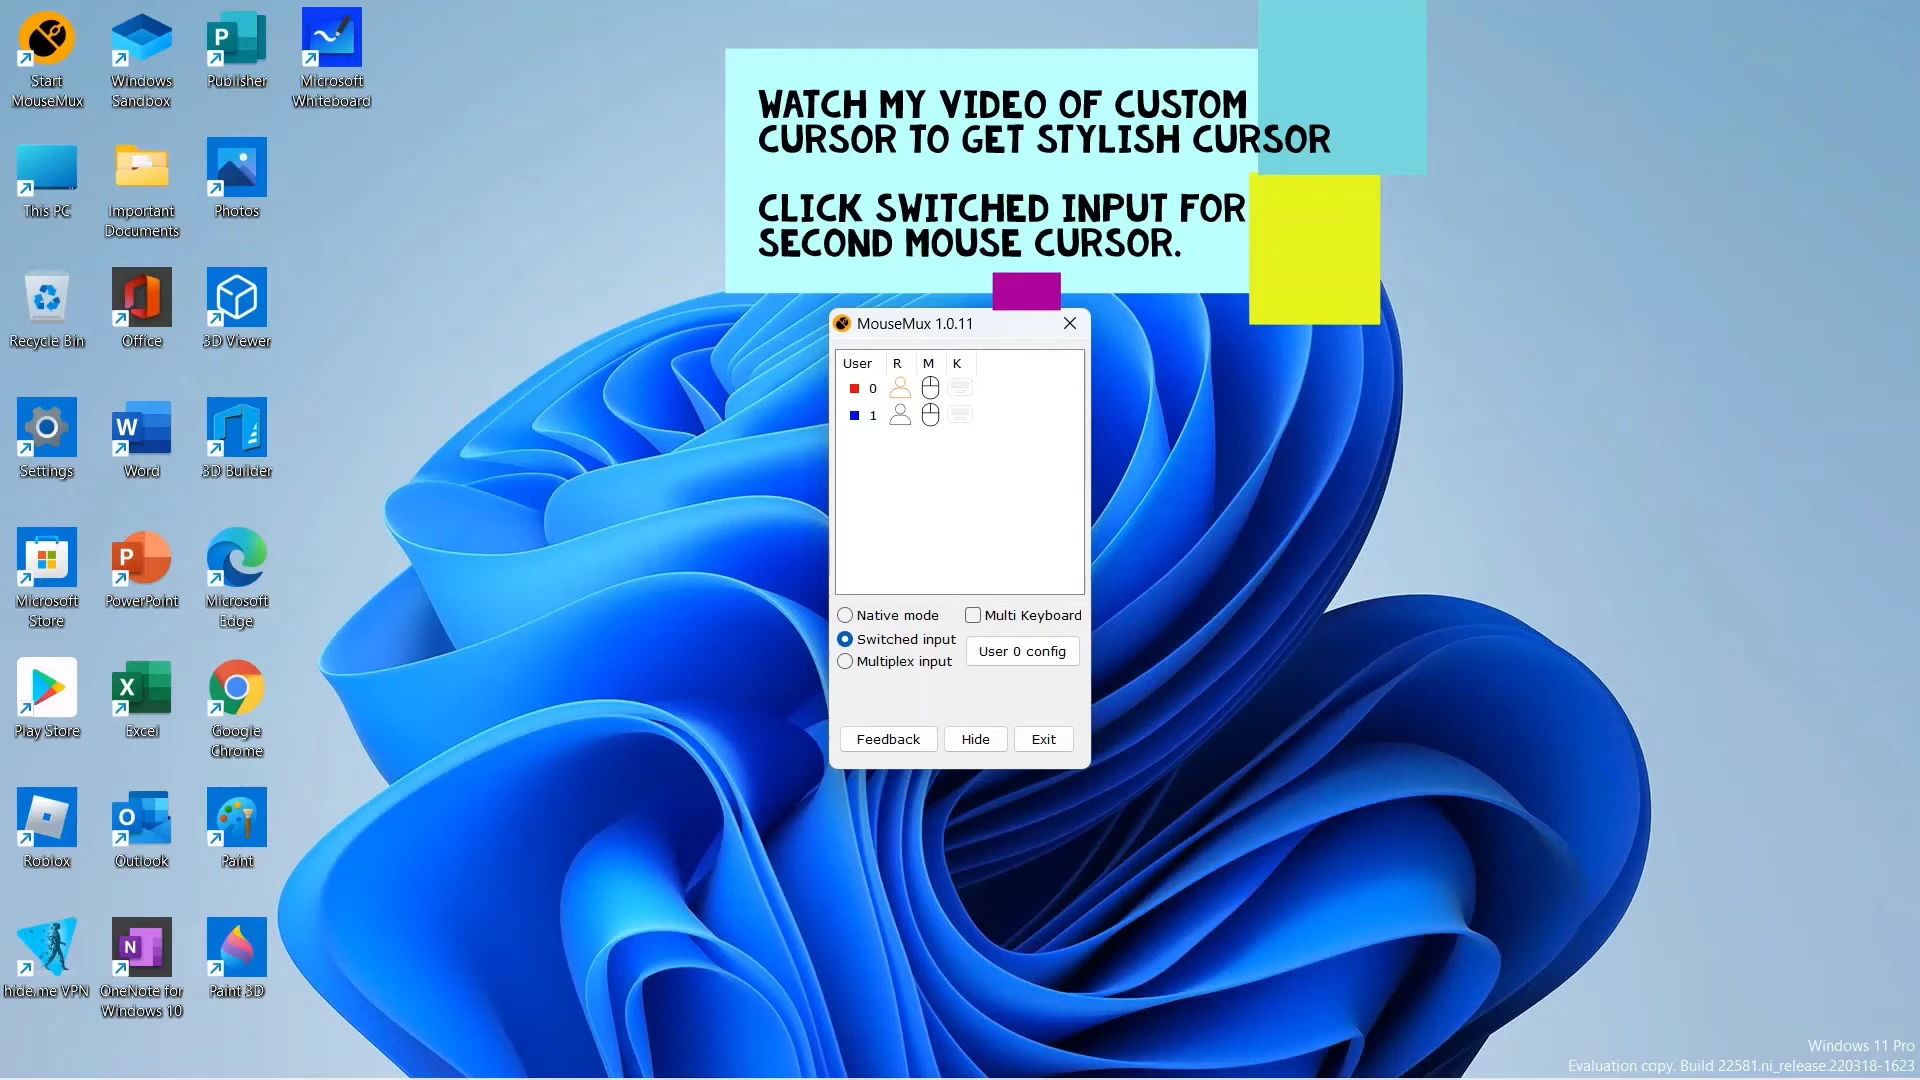 Start
MouseMux
Windows
Sandbox
Publisher
Microsoft
Whiteboard
This PC
Important
Documents
Photos
Recycle Bin
Office
3D Viewer
Settings
Word
3D Builder
Microsoft
Store
PowerPoint
Microsoft
Edge
Play Store
Excel
Google
Chrome
Roblox
Outlook
Paint
hide.me VPN
OneNote for
Windows 10
Paint 3D
WATCH MY VIDEO OF CUSTOM
CURSOR TO GET STYLISH CURSOR
CLICK SWITCHED INPUT FOR
SECOND MOUSE CURSOR.
MouseMux 1.0.11
User R M K
0
1
Native mode Multi Keyboard
Switched input
User 0 config
Multiplex input
Feedback Hide Exit
Windows 11 Pro
Evaluation copy. Build 22581.ni_release.220318-1623